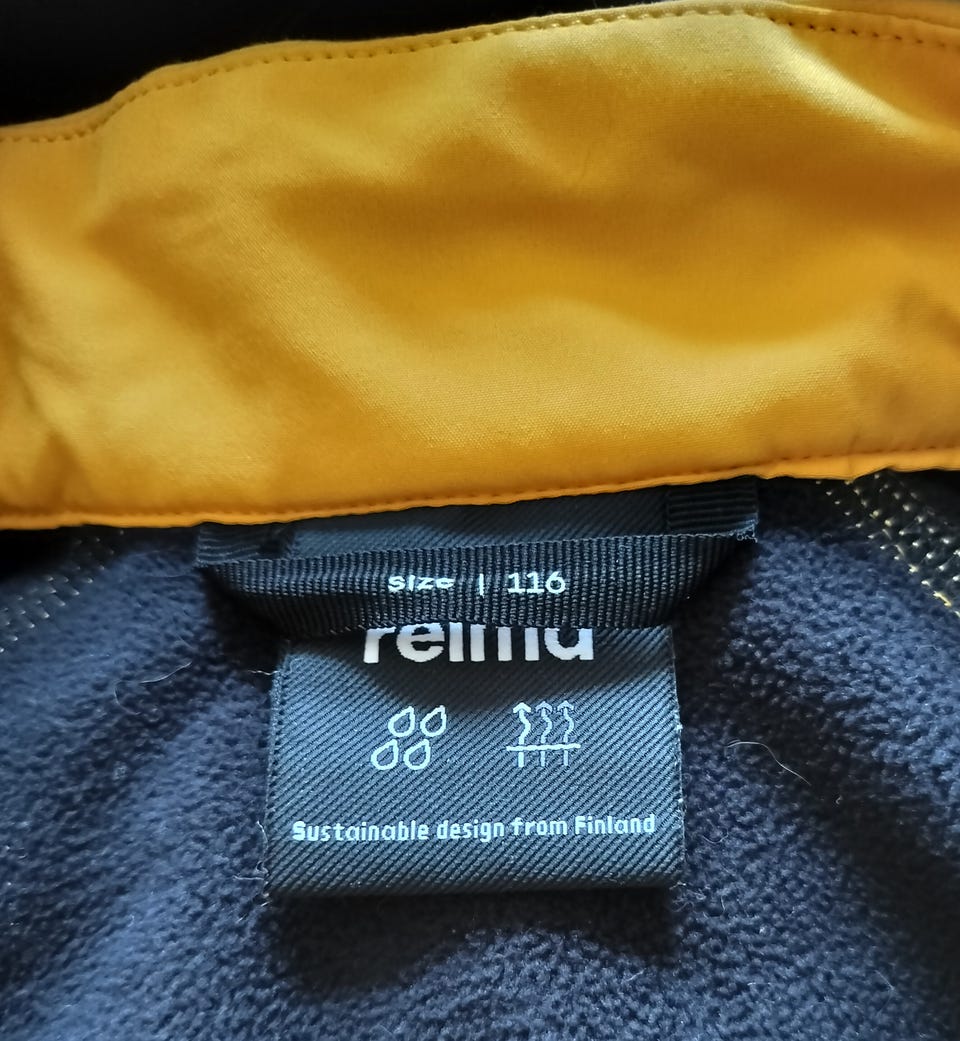 size | 116
reima
Sustainable design from Finland